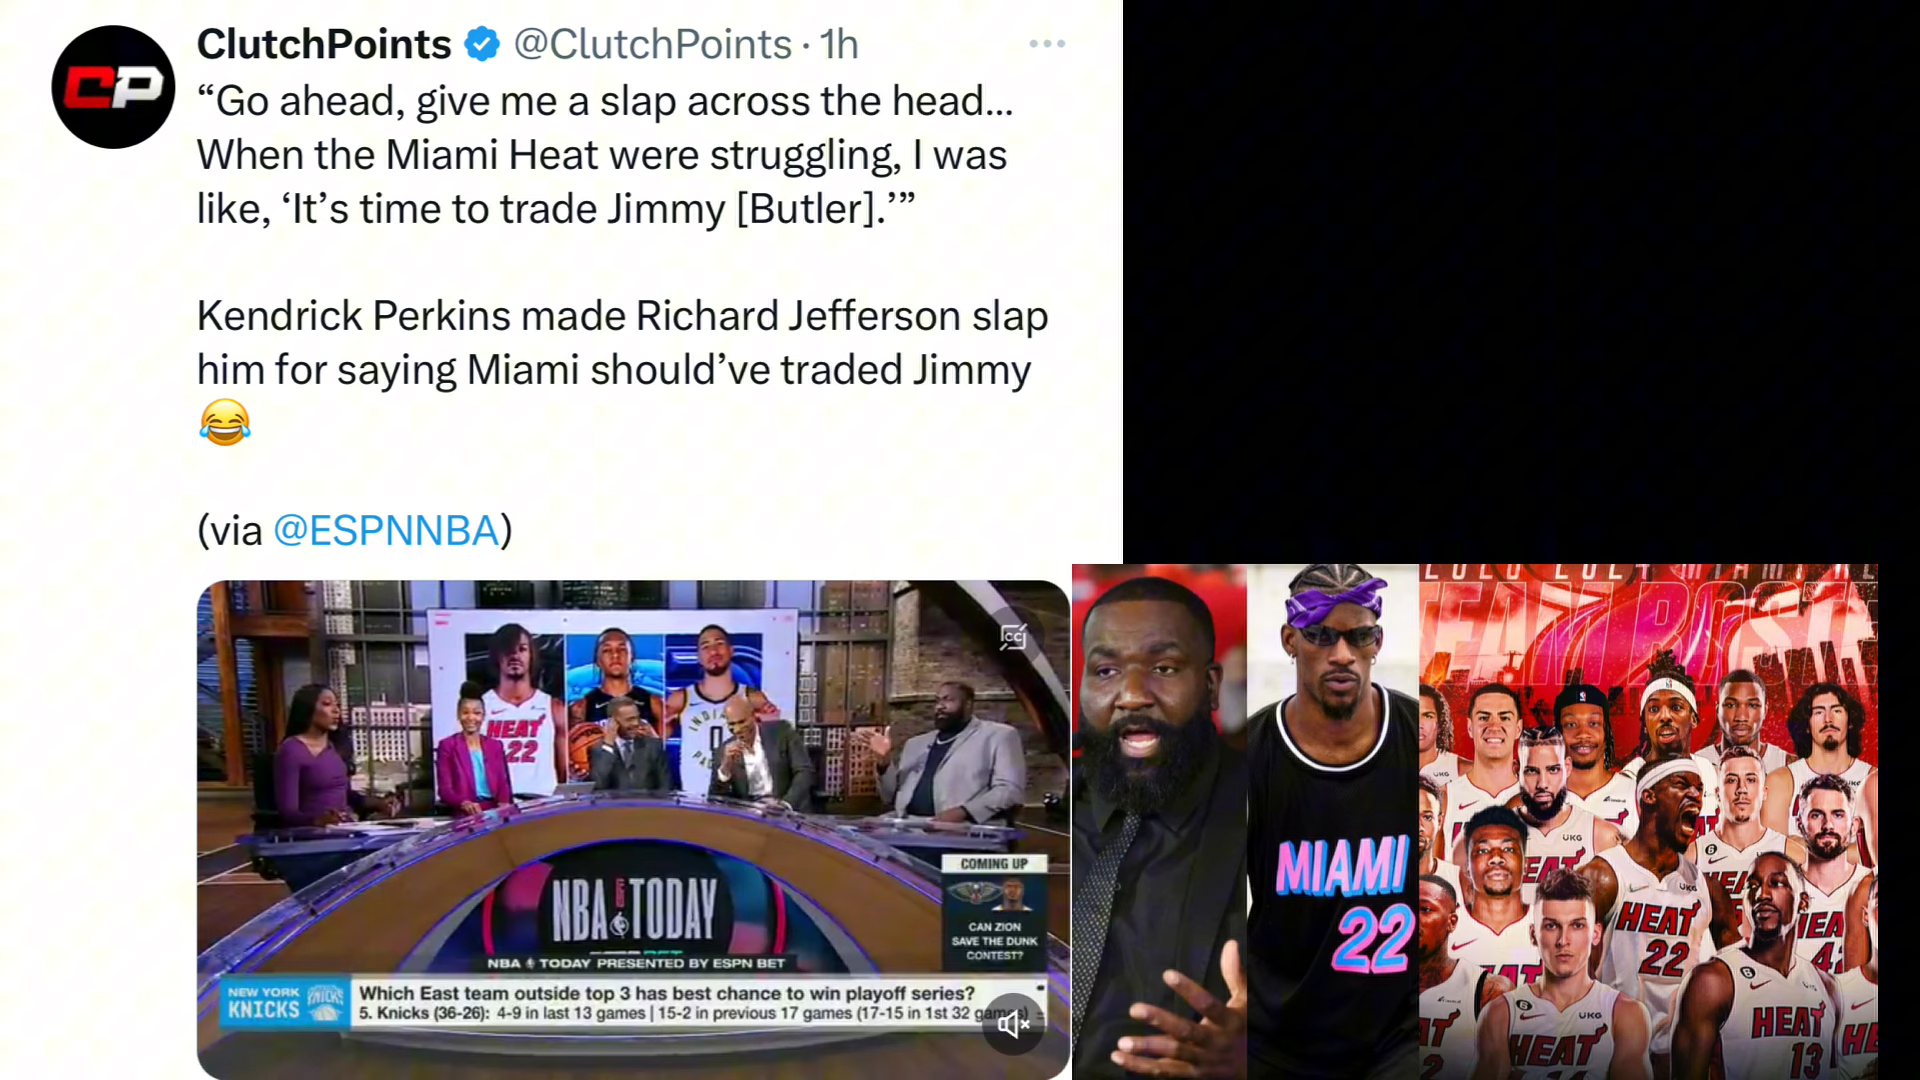 CP
ClutchPoints @ClutchPoints · 1h
“Go ahead, give me a slap across the head...
When the Miami Heat were struggling, I was
like, ‘It’s time to trade Jimmy [Butler].’”
Kendrick Perkins made Richard Jefferson slap
him for saying Miami should’ve traded Jimmy
😂
(via @ESPNNBA)
CC
HEAT
22
COMING UP
CAN ZION
SAVE THE DUNK
CONTEST?
NBA TODAY
NBA TODAY PRESENTED BY ESPN BET
NEW YORK
KNICKS
Which East team outside top 3 has best chance to win playoff series?
5. Knicks (36-26): 4-9 in last 13 games | 15-2 in previous 17 games (17-15 in 1st 32 games)
MIAMI
22
TEAM
UKG
HEAT
22
HEAT
HEAT
13